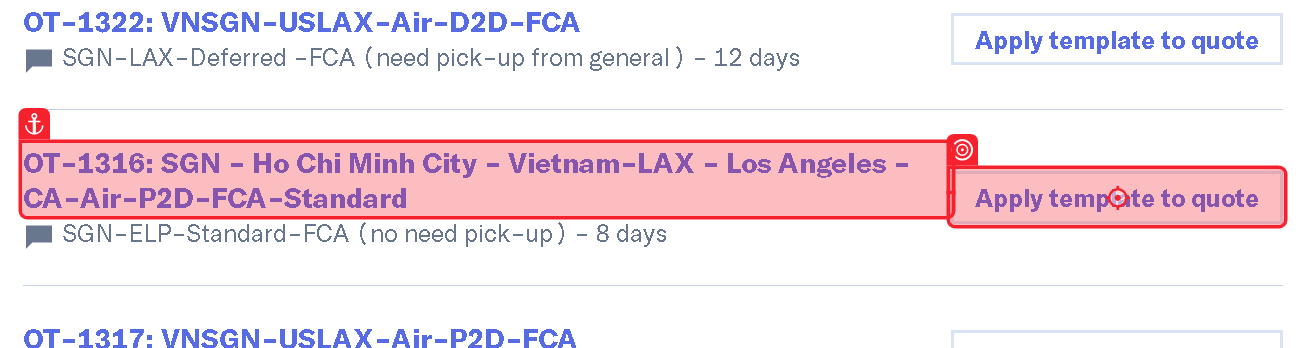 OT-1322: VNSGN-USLAX-Air-D2D-FCA
SGN-LAX-Deferred -FCA (need pick-up from general) - 12 days
Apply template to quote
OT-1316: SGN - Ho Chi Minh City - Vietnam-LAX - Los Angeles -
CA-Air-P2D-FCA-Standard
Apply template to quote
SGN-ELP-Standard-FCA (no need pick-up) - 8 days
OT-1317: VNSGN-USLAX-Air-P2D-FCA